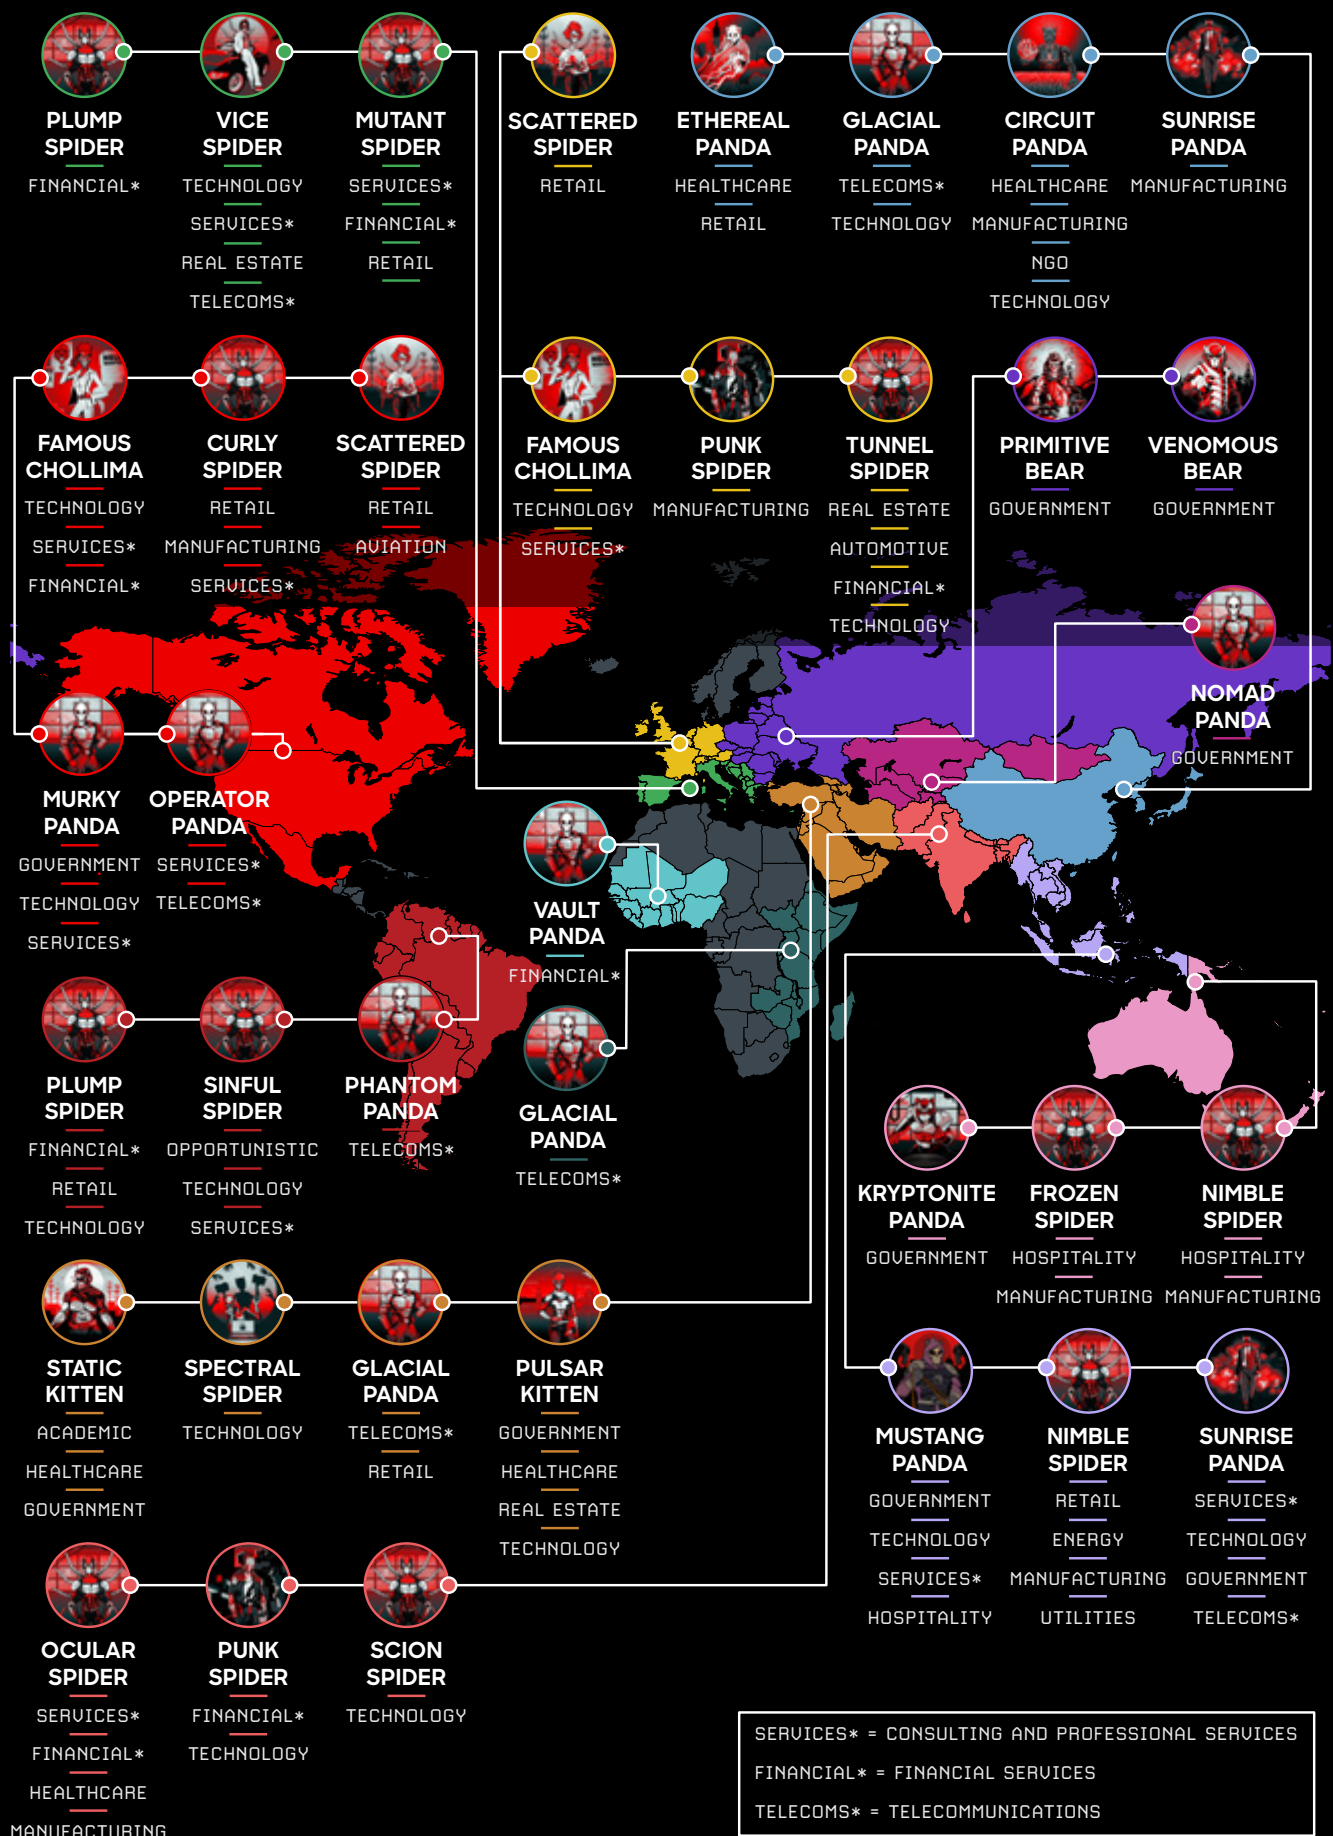 PLUMP
SPIDER
FINANCIAL*
VICE
SPIDER
TECHNOLOGY
SERVICES*
REAL ESTATE
TELECOMS*
MUTANT
SPIDER
SERVICES*
FINANCIAL*
RETAIL
SCATTERED
SPIDER
RETAIL
ETHEREAL
PANDA
HEALTHCARE
RETAIL
GLACIAL
PANDA
TELECOMS*
TECHNOLOGY
CIRCUIT
PANDA
HEALTHCARE
MANUFACTURING
NGO
TECHNOLOGY
SUNRISE
PANDA
MANUFACTURING
FAMOUS
CHOLLIMA
TECHNOLOGY
SERVICES*
FINANCIAL*
CURLY
SPIDER
RETAIL
MANUFACTURING
SERVICES*
SCATTERED
SPIDER
RETAIL
AVIATION
FAMOUS
CHOLLIMA
TECHNOLOGY
SERVICES*
PUNK
SPIDER
MANUFACTURING
TUNNEL
SPIDER
REAL ESTATE
AUTOMOTIVE
FINANCIAL*
TECHNOLOGY
PRIMITIVE
BEAR
GOVERNMENT
VENOMOUS
BEAR
GOVERNMENT
NOMAD
PANDA
GOVERNMENT
MURKY
PANDA
GOVERNMENT
TECHNOLOGY
SERVICES*
OPERATOR
PANDA
SERVICES*
TELECOMS*
VAULT
PANDA
FINANCIAL*
PLUMP
SPIDER
FINANCIAL*
RETAIL
TECHNOLOGY
SINFUL
SPIDER
OPPORTUNISTIC
TECHNOLOGY
SERVICES*
PHANTOM
PANDA
TELECOMS*
GLACIAL
PANDA
TELECOMS*
KRYPTONITE
PANDA
GOVERNMENT
FROZEN
SPIDER
HOSPITALITY
MANUFACTURING
NIMBLE
SPIDER
HOSPITALITY
MANUFACTURING
STATIC
KITTEN
ACADEMIC
HEALTHCARE
GOVERNMENT
SPECTRAL
SPIDER
TECHNOLOGY
GLACIAL
PANDA
TELECOMS*
RETAIL
PULSAR
KITTEN
GOVERNMENT
HEALTHCARE
REAL ESTATE
TECHNOLOGY
MUSTANG
PANDA
GOVERNMENT
TECHNOLOGY
SERVICES*
HOSPITALITY
NIMBLE
SPIDER
RETAIL
ENERGY
MANUFACTURING
UTILITIES
SUNRISE
PANDA
SERVICES*
TECHNOLOGY
GOVERNMENT
TELECOMS*
OCULAR
SPIDER
SERVICES*
FINANCIAL*
HEALTHCARE
MANUFACTURING
PUNK
SPIDER
FINANCIAL*
TECHNOLOGY
SCION
SPIDER
TECHNOLOGY
SERVICES* = CONSULTING AND PROFESSIONAL SERVICES
FINANCIAL* = FINANCIAL SERVICES
TELECOMS* = TELECOMMUNICATIONS